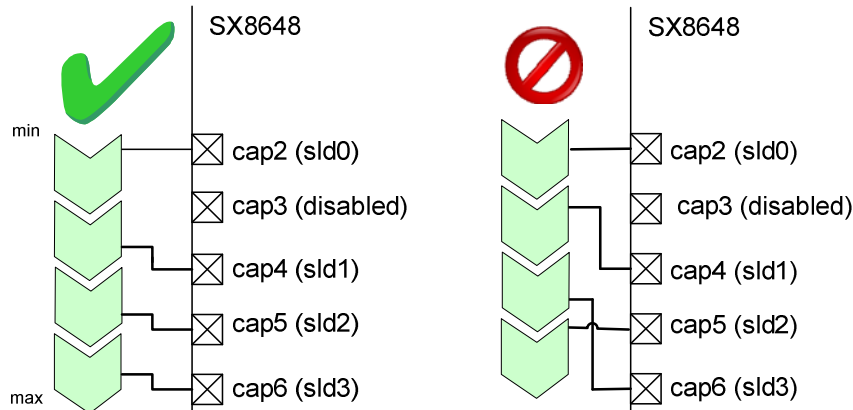 SX8648
min
cap2 (sld0)
cap3 (disabled)
cap4 (sld1)
cap5 (sld2)
cap6 (sld3)
max
SX8648
cap2 (sld0)
cap3 (disabled)
cap4 (sld1)
cap5 (sld2)
cap6 (sld3)